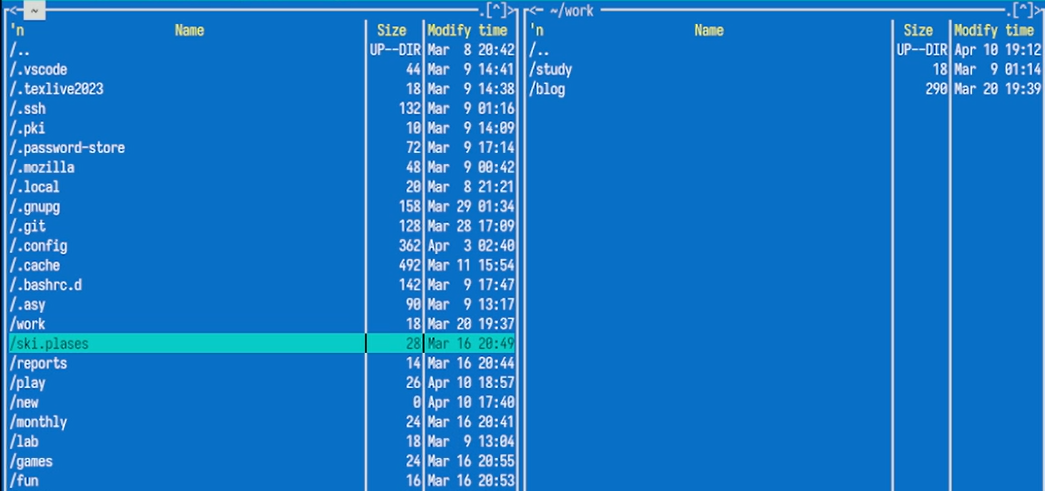 <- ~ .[^]>
'n Name Size Modify time
/.. UP--DIR Mar 8 20:42
/.vscode 44 Mar 9 14:41
/.texlive2023 18 Mar 9 14:38
/.ssh 132 Mar 9 01:16
/.pki 10 Mar 9 14:09
/.password-store 72 Mar 9 17:14
/.mozilla 48 Mar 9 00:42
/.local 20 Mar 8 21:21
/.gnupg 158 Mar 29 01:34
/.git 128 Mar 28 17:09
/.config 362 Apr 3 02:40
/.cache 492 Mar 11 15:54
/.bashrc.d 142 Mar 9 17:47
/.asy 90 Mar 9 13:17
/work 18 Mar 20 19:37
/ski.plases 28 Mar 16 20:49
/reports 14 Mar 16 20:44
/play 26 Apr 10 18:57
/new 0 Apr 10 17:40
/monthly 24 Mar 16 20:41
/lab 18 Mar 9 13:04
/games 24 Mar 16 20:55
/fun 16 Mar 16 20:53
<- ~/work .[^]>
'n Name Size Modify time
/.. UP--DIR Apr 10 19:12
/study 18 Mar 9 01:14
/blog 290 Mar 20 19:39